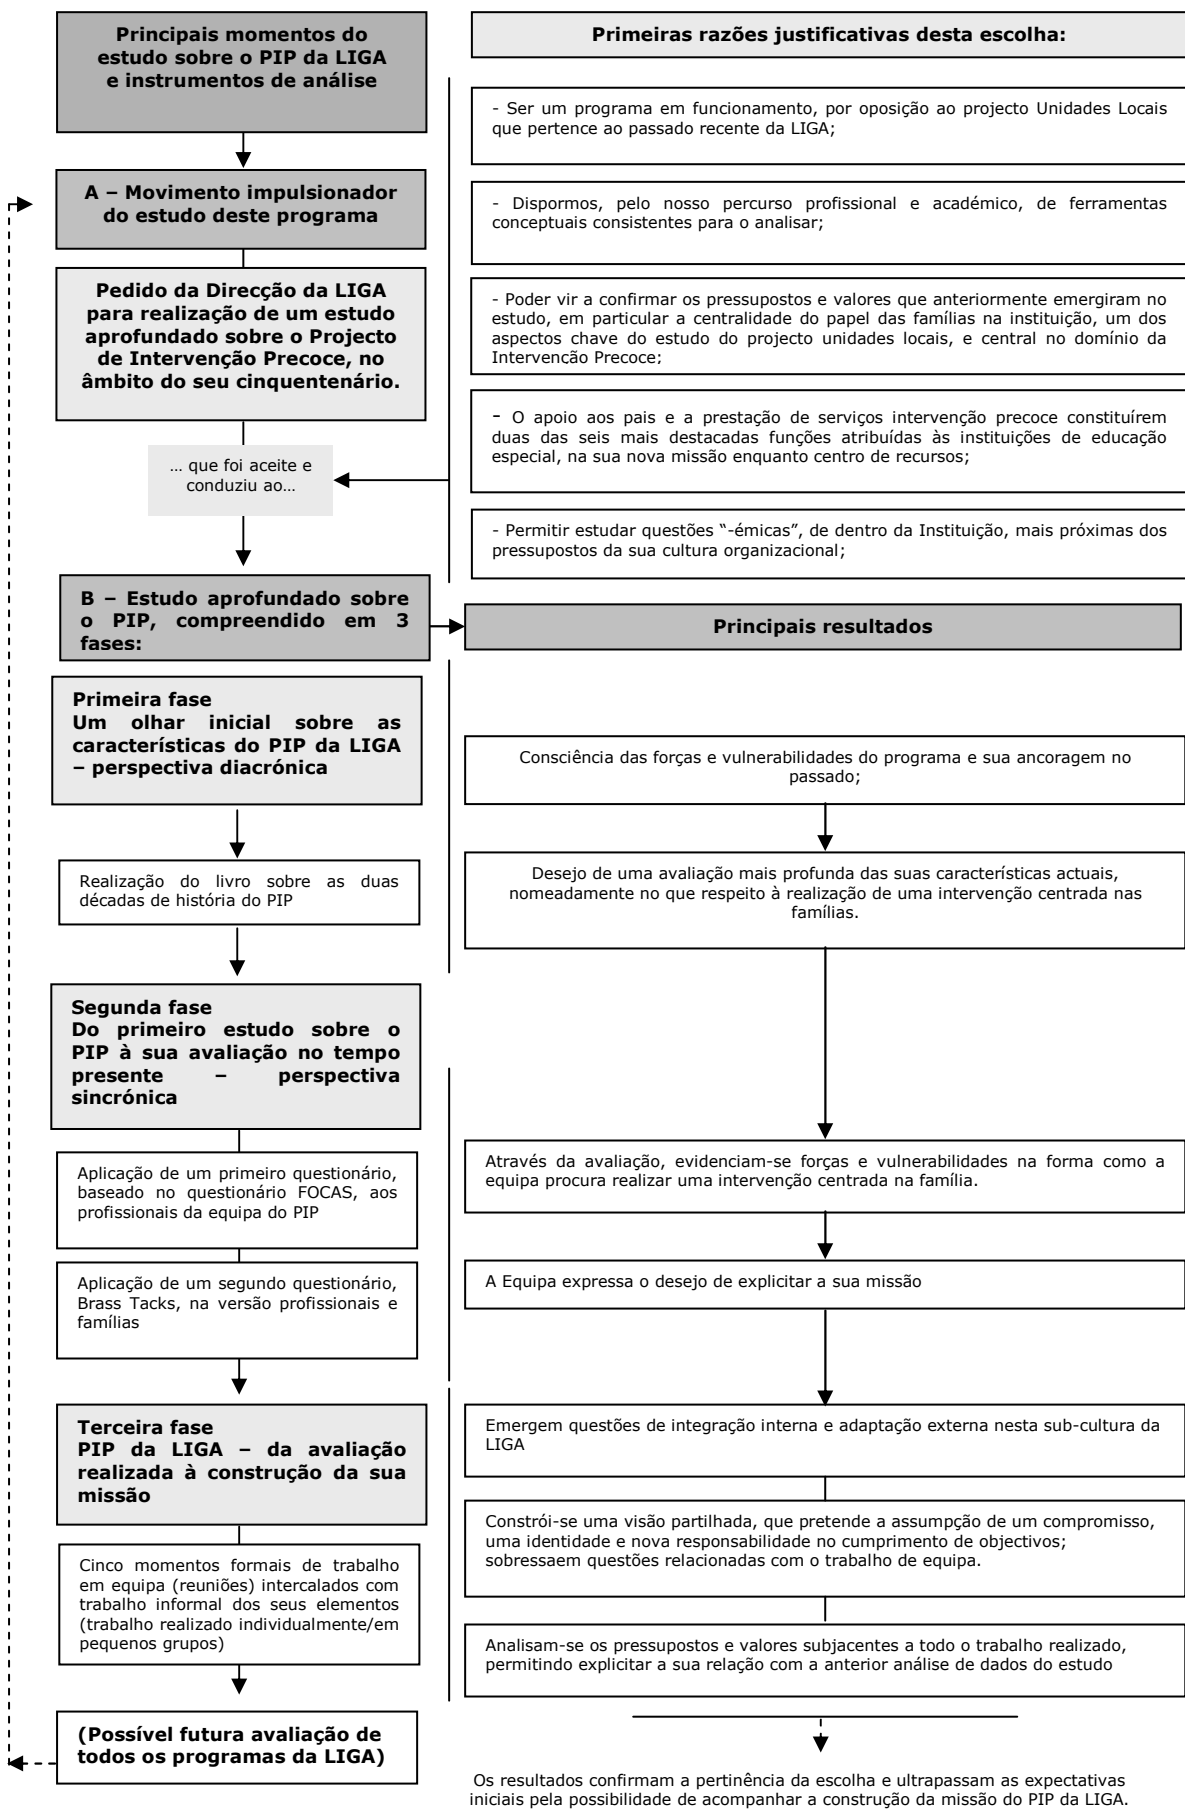 Principais momentos do
estudo sobre o PIP da LIGA
e instrumentos de análise
Primeiras razões justificativas desta escolha:
- Ser um programa em funcionamento, por oposição ao projecto Unidades Locais
que pertence ao passado recente da LIGA;
A – Movimento impulsionador
do estudo deste programa
- Dispormos, pelo nosso percurso profissional e académico, de ferramentas
conceptuais consistentes para o analisar;
Pedido da Direcção da LIGA
para realização de um estudo
aprofundado sobre o Projecto
de Intervenção Precoce, no
âmbito do seu cinquentenário.
- Poder vir a confirmar os pressupostos e valores que anteriormente emergiram no
estudo, em particular a centralidade do papel das famílias na instituição, um dos
aspectos chave do estudo do projecto unidades locais, e central no domínio da
Intervenção Precoce;
- O apoio aos pais e a prestação de serviços intervenção precoce constituírem
duas das seis mais destacadas funções atribuídas às instituições de educação
especial, na sua nova missão enquanto centro de recursos;
… que foi aceite e
conduziu ao…
- Permitir estudar questões “-émicas”, de dentro da Instituição, mais próximas dos
pressupostos da sua cultura organizacional;
B – Estudo aprofundado sobre
o PIP, compreendido em 3
fases:
Principais resultados
Primeira fase
Um olhar inicial sobre as
características do PIP da LIGA
– perspectiva diacrónica
Consciência das forças e vulnerabilidades do programa e sua ancoragem no
passado;
Realização do livro sobre as duas
décadas de história do PIP
Desejo de uma avaliação mais profunda das suas características actuais,
nomeadamente no que respeito à realização de uma intervenção centrada nas
famílias.
Segunda fase
Do primeiro estudo sobre o
PIP à sua avaliação no tempo
presente – perspectiva
sincrónica
Aplicação de um primeiro questionário,
baseado no questionário FOCAS, aos
profissionais da equipa do PIP
Através da avaliação, evidenciam-se forças e vulnerabilidades na forma como a
equipa procura realizar uma intervenção centrada na família.
Aplicação de um segundo questionário,
Brass Tacks, na versão profissionais e
famílias
A Equipa expressa o desejo de explicitar a sua missão
Terceira fase
PIP da LIGA – da avaliação
realizada à construção da sua
missão
Emergem questões de integração interna e adaptação externa nesta sub-cultura da
LIGA
Constrói-se uma visão partilhada, que pretende a assumpção de um compromisso,
uma identidade e nova responsabilidade no cumprimento de objectivos;
sobressaem questões relacionadas com o trabalho de equipa.
Cinco momentos formais de trabalho
em equipa (reuniões) intercalados com
trabalho informal dos seus elementos
(trabalho realizado individualmente/em
pequenos grupos)
Analisam-se os pressupostos e valores subjacentes a todo o trabalho realizado,
permitindo explicitar a sua relação com a anterior análise de dados do estudo
(Possível futura avaliação de
todos os programas da LIGA)
Os resultados confirmam a pertinência da escolha e ultrapassam as expectativas
iniciais pela possibilidade de acompanhar a construção da missão do PIP da LIGA.